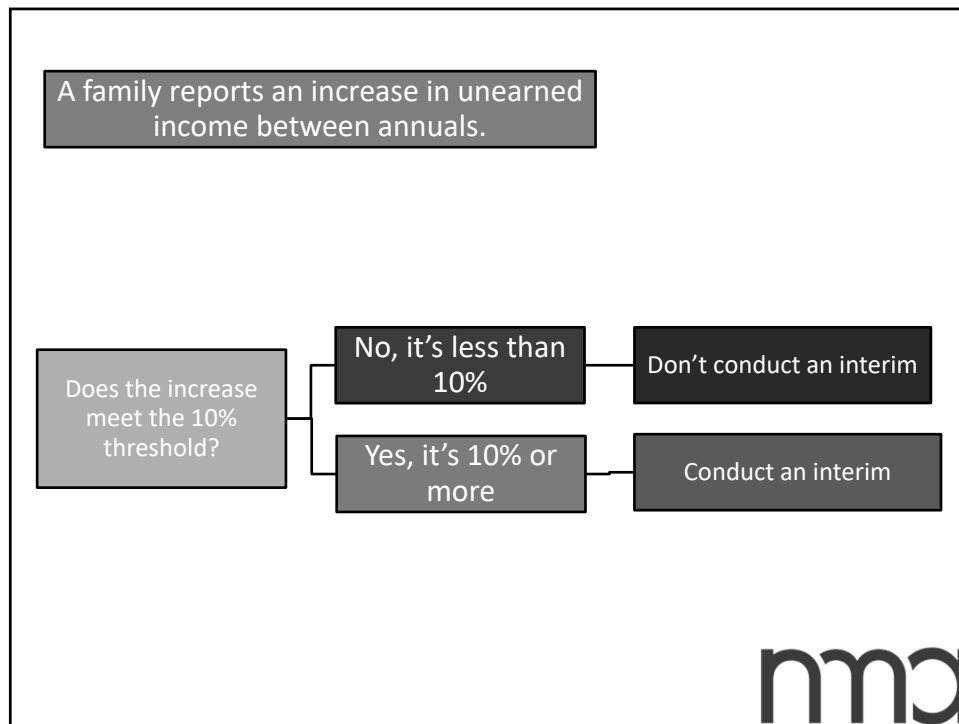 A family reports an increase in unearned
income between annuals.
Does the increase
meet the 10%
threshold?
No, it’s less than
10%
Don’t conduct an interim
Yes, it’s 10% or
more
Conduct an interim
nma